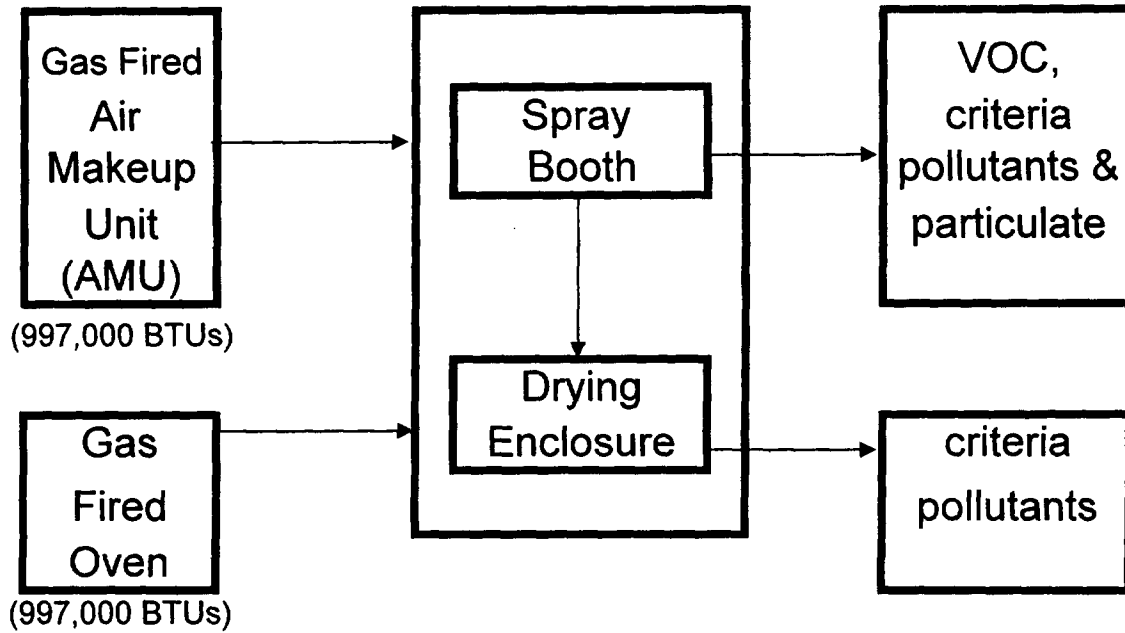 Gas Fired
Air
Makeup
Unit
(AMU)
(997,000 BTUs)
Gas
Fired
Oven
(997,000 BTUs)
Spray
Booth
Drying
Enclosure
VOC,
criteria
pollutants &
particulate
criteria
pollutants